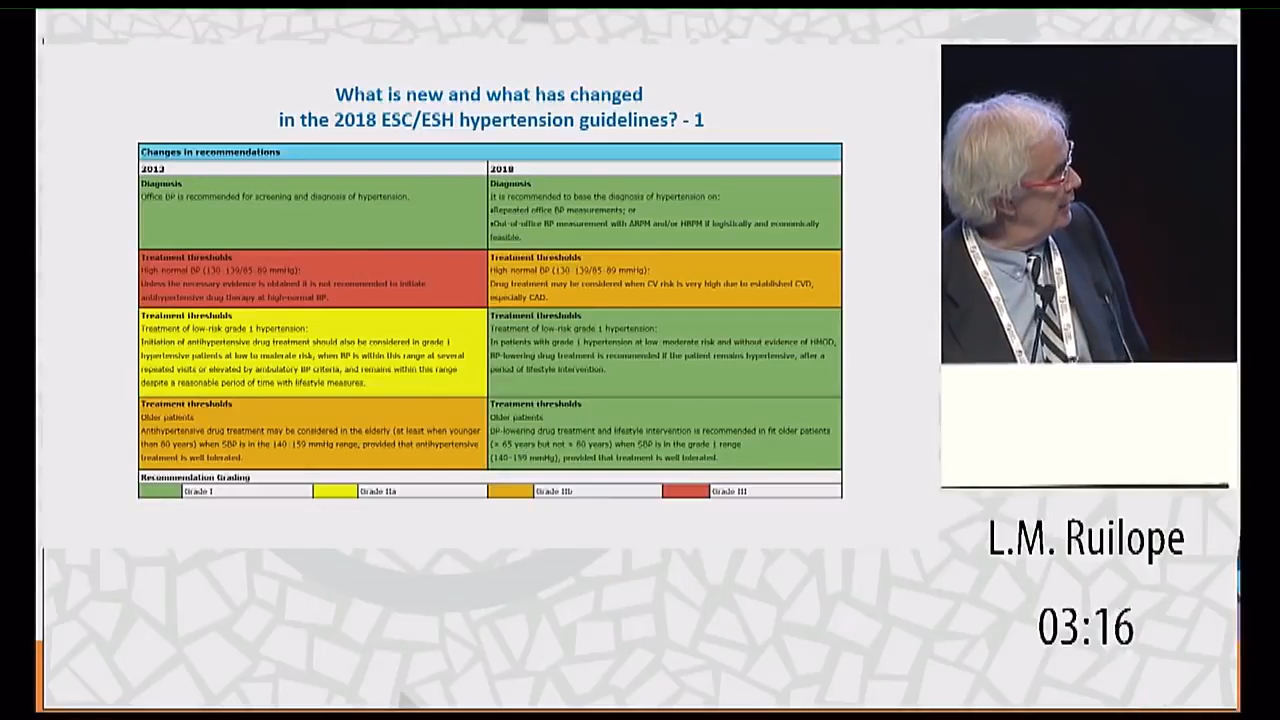 What is new and what has changed
in the 2018 ESC/ESH hypertension guidelines? - 1
Changes in recommendations
2013
2018
Diagnosis
Office BP is recommended for screening and diagnosis of hypertension.
Diagnosis
It is recommended to base the diagnosis of hypertension on:
•Repeated office BP measurements; or
•Out-of-office BP measurement with ABPM and/or HBPM if logistically and economically
feasible.
Treatment thresholds
High normal BP (130-139/85-89 mmHg):
Unless the necessary evidence is obtained it is not recommended to initiate
antihypertensive drug therapy at high-normal BP.
Treatment thresholds
High normal BP (130-139/85-89 mmHg):
Drug treatment may be considered when CV risk is very high due to established CVD,
especially CAD.
Treatment thresholds
Treatment of low-risk grade 1 hypertension:
Initiation of antihypertensive drug treatment should also be considered in grade 1
hypertensive patients at low to moderate risk, when BP is within this range at several
repeated visits or elevated by ambulatory BP criteria, and remains within this range
despite a reasonable period of time with lifestyle measures.
Treatment thresholds
Treatment of low-risk grade 1 hypertension:
In patients with grade 1 hypertension at low-moderate risk and without evidence of HMOD,
BP-lowering drug treatment is recommended if the patient remains hypertensive, after a
period of lifestyle intervention.
Treatment thresholds
Older patients
Antihypertensive drug treatment may be considered in the elderly (at least when younger
than 80 years) when SBP is in the 140-159 mmHg range, provided that antihypertensive
treatment is well tolerated.
Treatment thresholds
Older patients
BP-lowering drug treatment and lifestyle intervention is recommended in fit older patients
65 years but not 80 years) when SBP is in the grade 1 range
(140-159 mmHg), provided that treatment is well tolerated.
Recommendation Grading
Grade I
Grade IIa
Grade IIb
Grade III
L.M. Ruilope
03:16